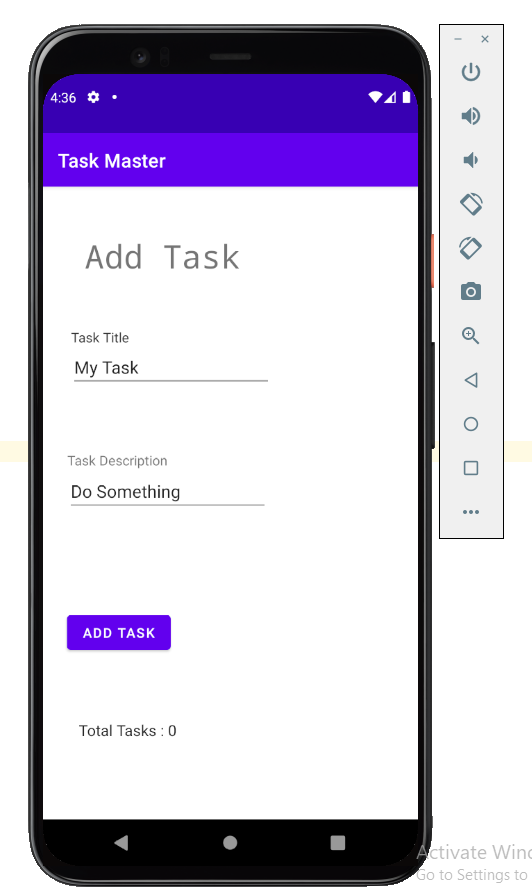 4:36
Task Master
Add Task
Task Title
My Task
Task Description
Do Something
ADD TASK
Total Tasks : 0
Activate Wind
Go to Settings to